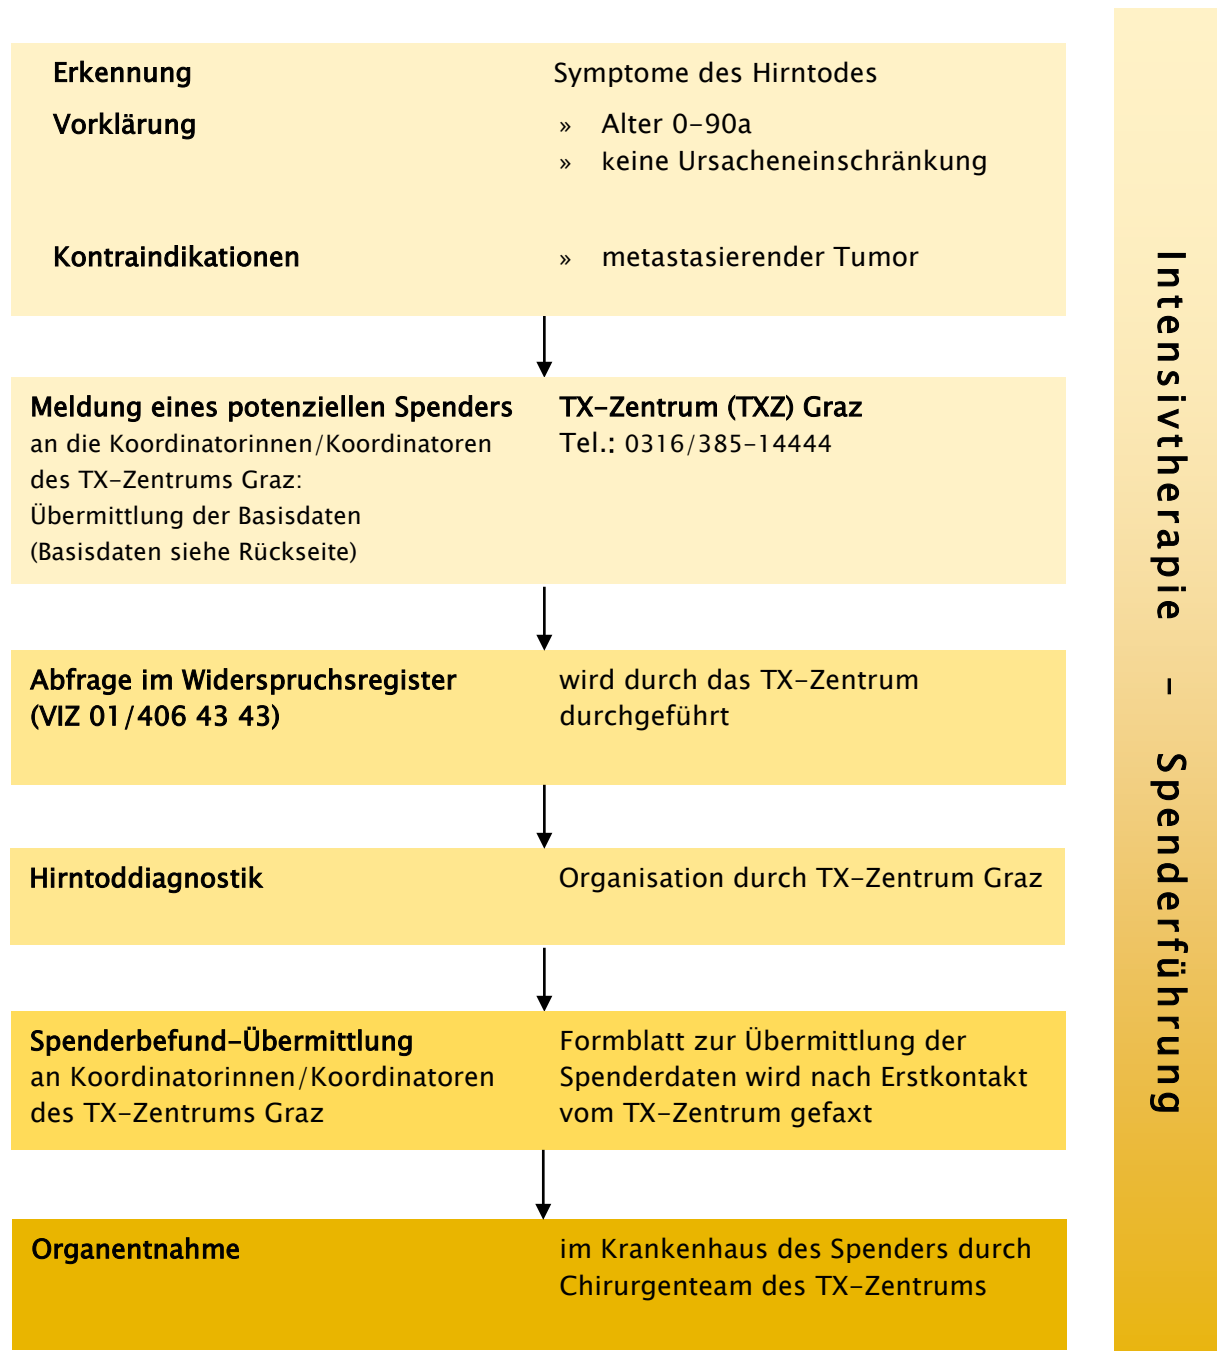 Erkennung Symptome des Hirntodes
Vorklärung » Alter 0-90a
» keine Ursacheneinschränkung
Kontraindikationen » metastasierender Tumor
Meldung eines potenziellen Spenders
an die Koordinatorinnen/Koordinatoren
des TX-Zentrums Graz:
Übermittlung der Basisdaten
(Basisdaten siehe Rückseite)
TX-Zentrum (TXZ) Graz
Tel.: 0316/385-14444
Abfrage im Widerspruchsregister
(VIZ 01/406 43 43)
wird durch das TX-Zentrum
durchgeführt
Hirntoddiagnostik Organisation durch TX-Zentrum Graz
Spenderbefund-Übermittlung
an Koordinatorinnen/Koordinatoren
des TX-Zentrums Graz
Formblatt zur Übermittlung der
Spenderdaten wird nach Erstkontakt
vom TX-Zentrum gefaxt
Organentnahme
im Krankenhaus des Spenders durch
Chirurgenteam des TX-Zentrums
Intensivtherapie - Spenderführung